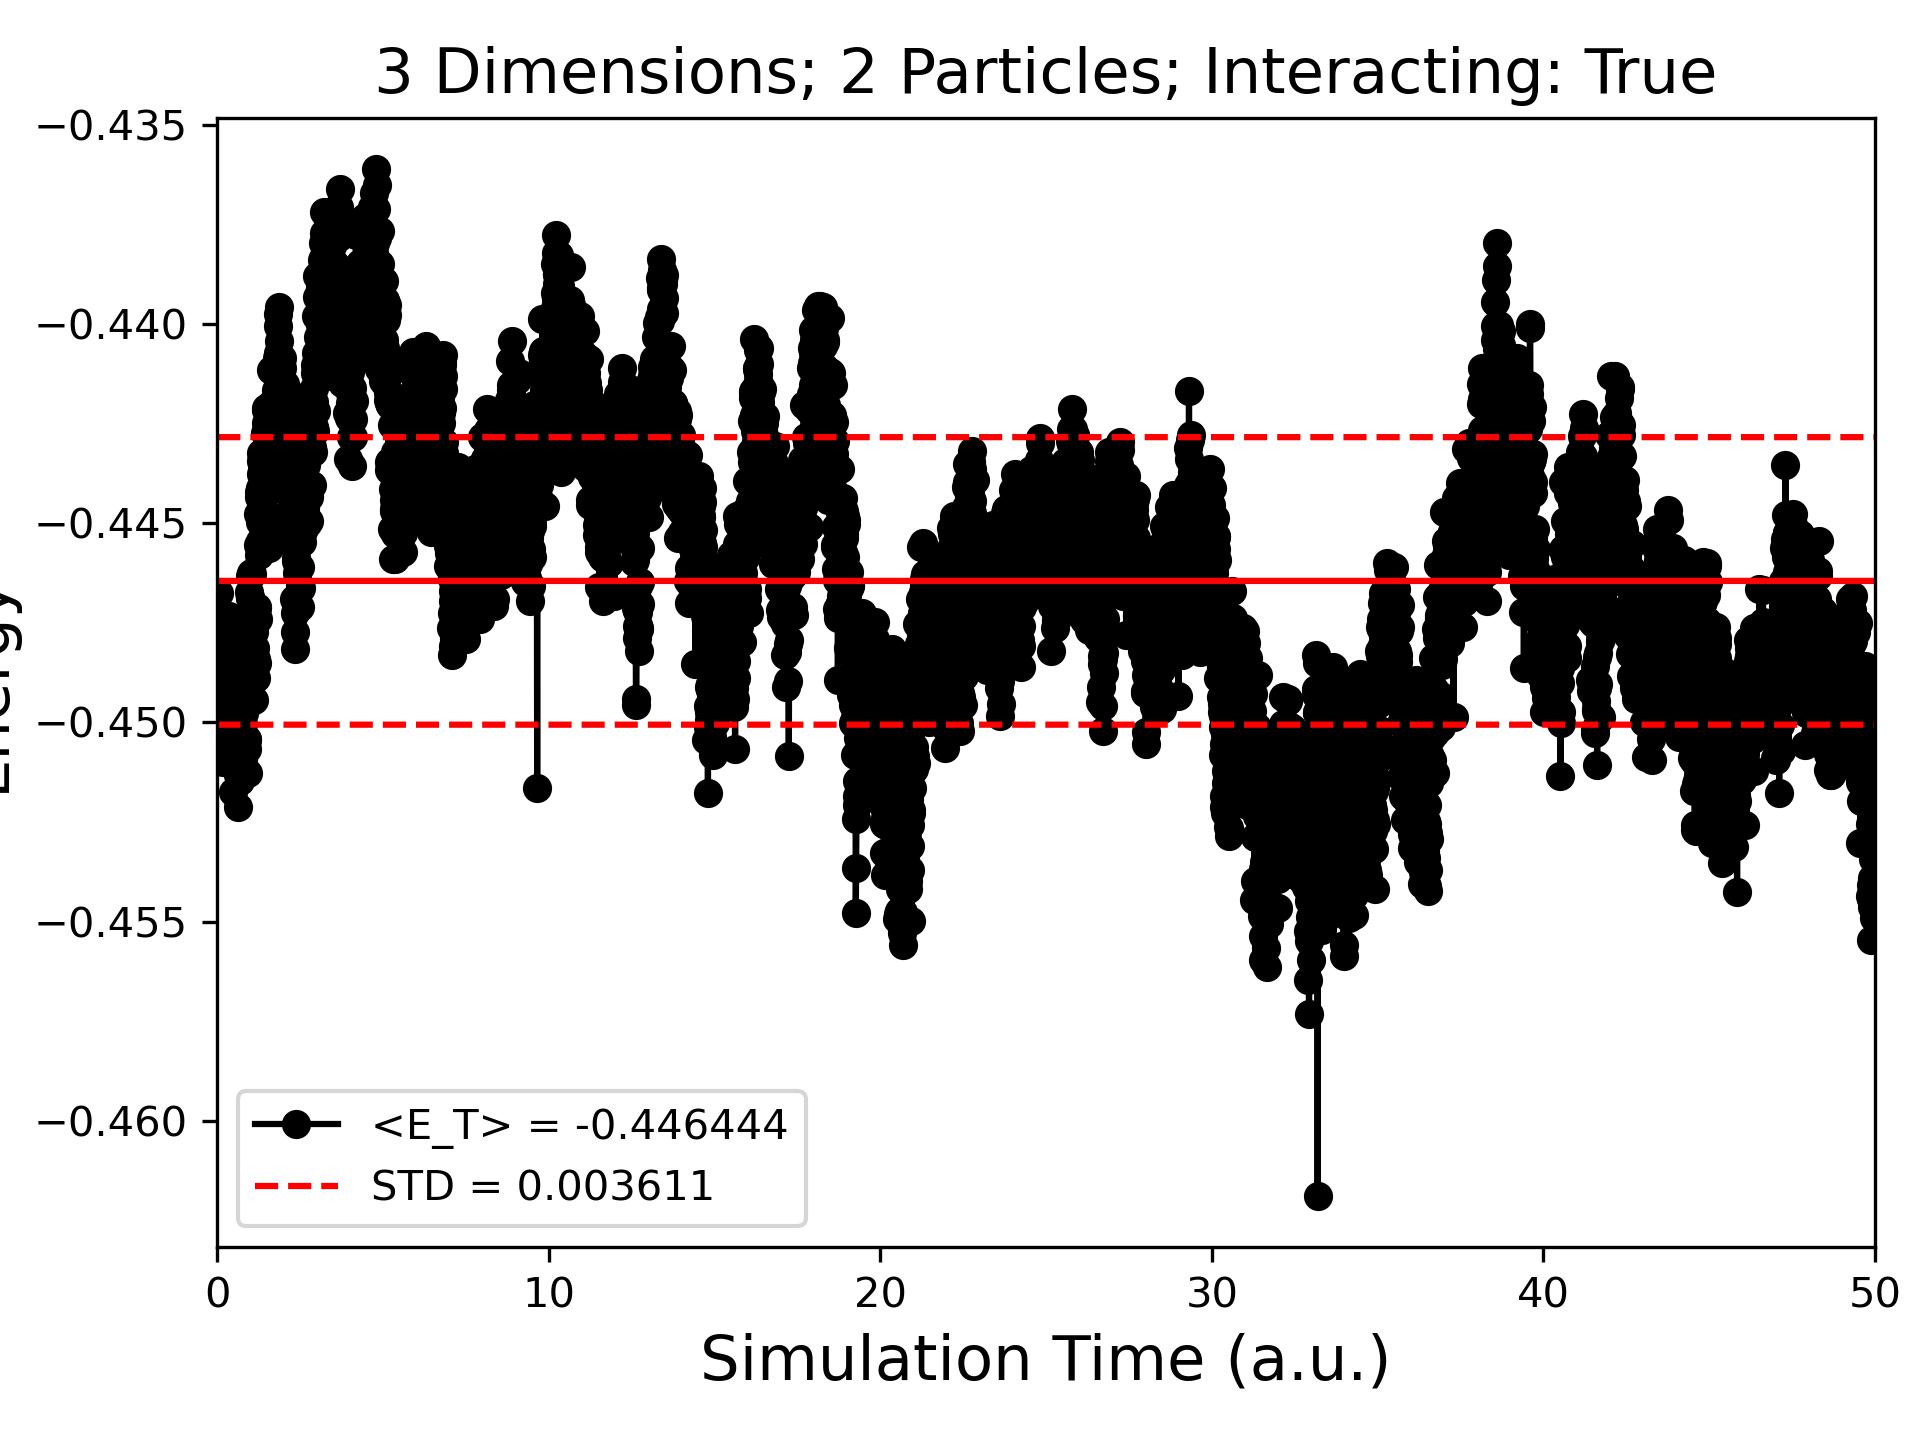 3 Dimensions; 2 Particles; Interacting: True
Energy
−0.435
−0.440
−0.445
−0.450
−0.455
−0.460
<E_T> = -0.446444
STD = 0.003611
0 10 20 30 40 50
Simulation Time (a.u.)